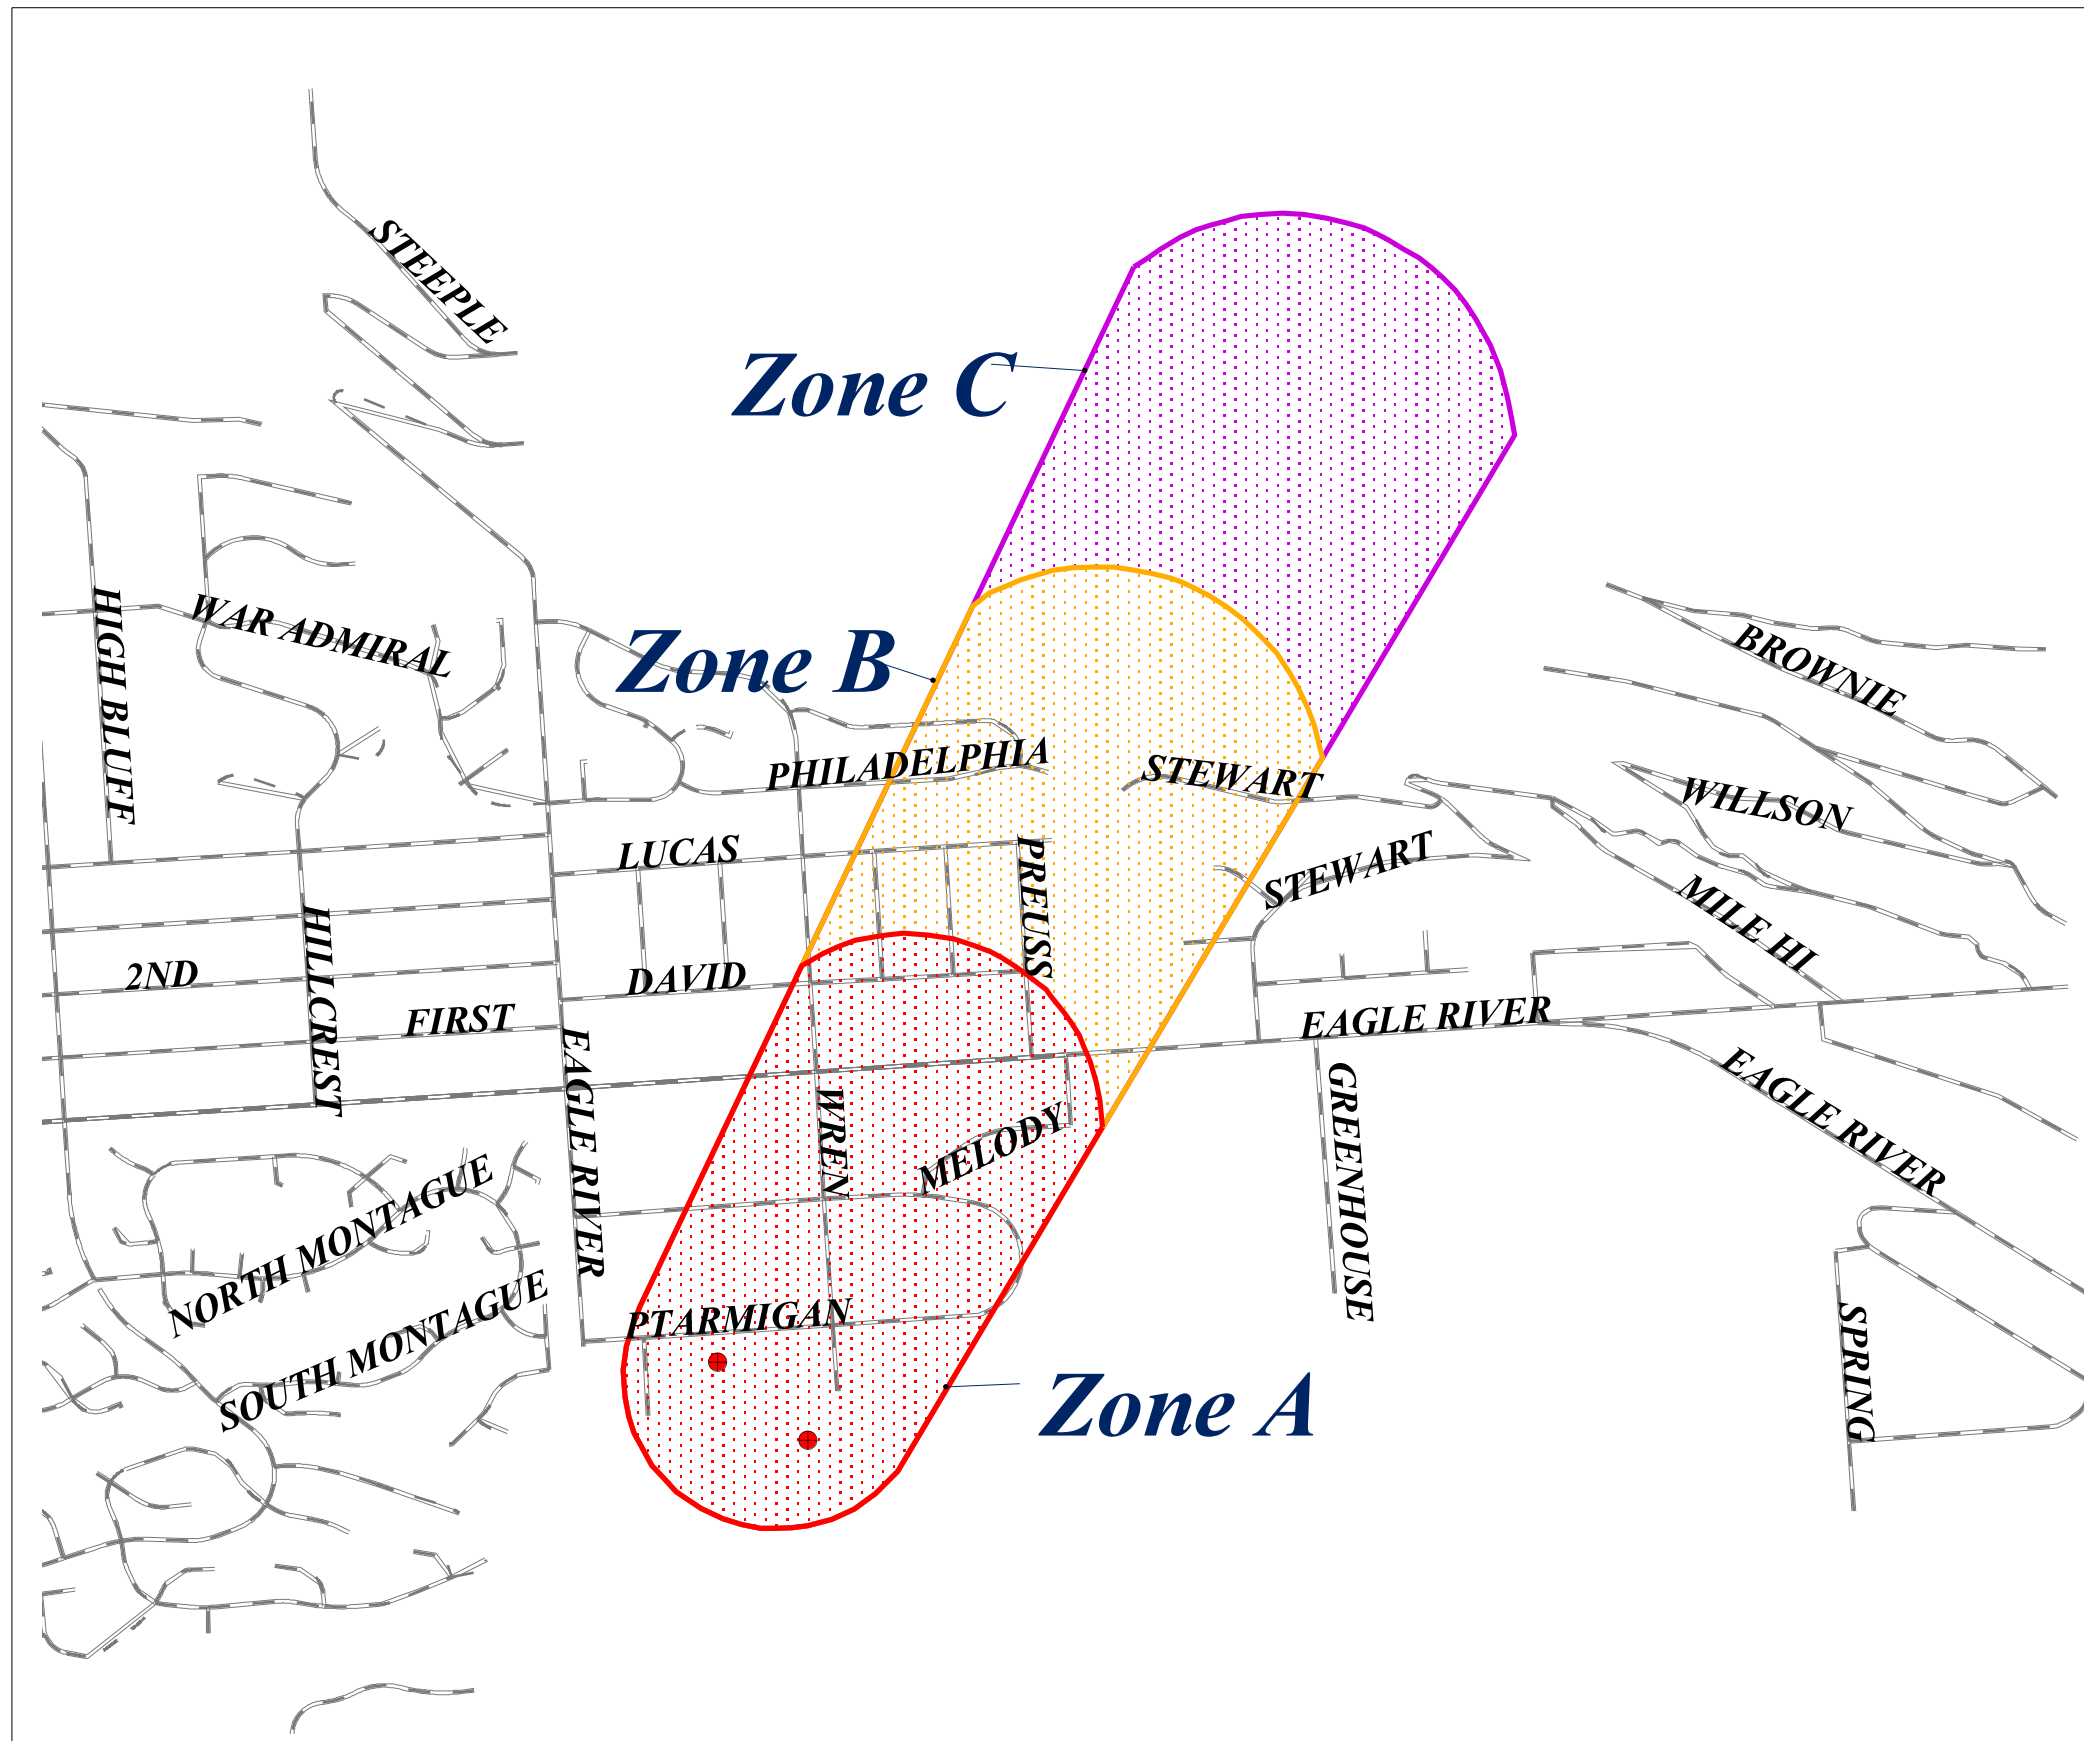 STEEPLE
Zone C
HIGH BLUFF
WAR ADMIRAL
Zone B
BROWNIE
PHILADELPHIA
STEWART
WILLSON
LUCAS
PREUSS
STEWART
MILE HI
HILLCREST
2ND
DAVID
FIRST
EAGLE RIVER
EAGLE RIVER
EAGLE RIVER
GREENHOUSE
WREN
MELODY
NORTH MONTAGUE
SOUTH MONTAGUE
PTARMIGAN
SPRING
Zone A